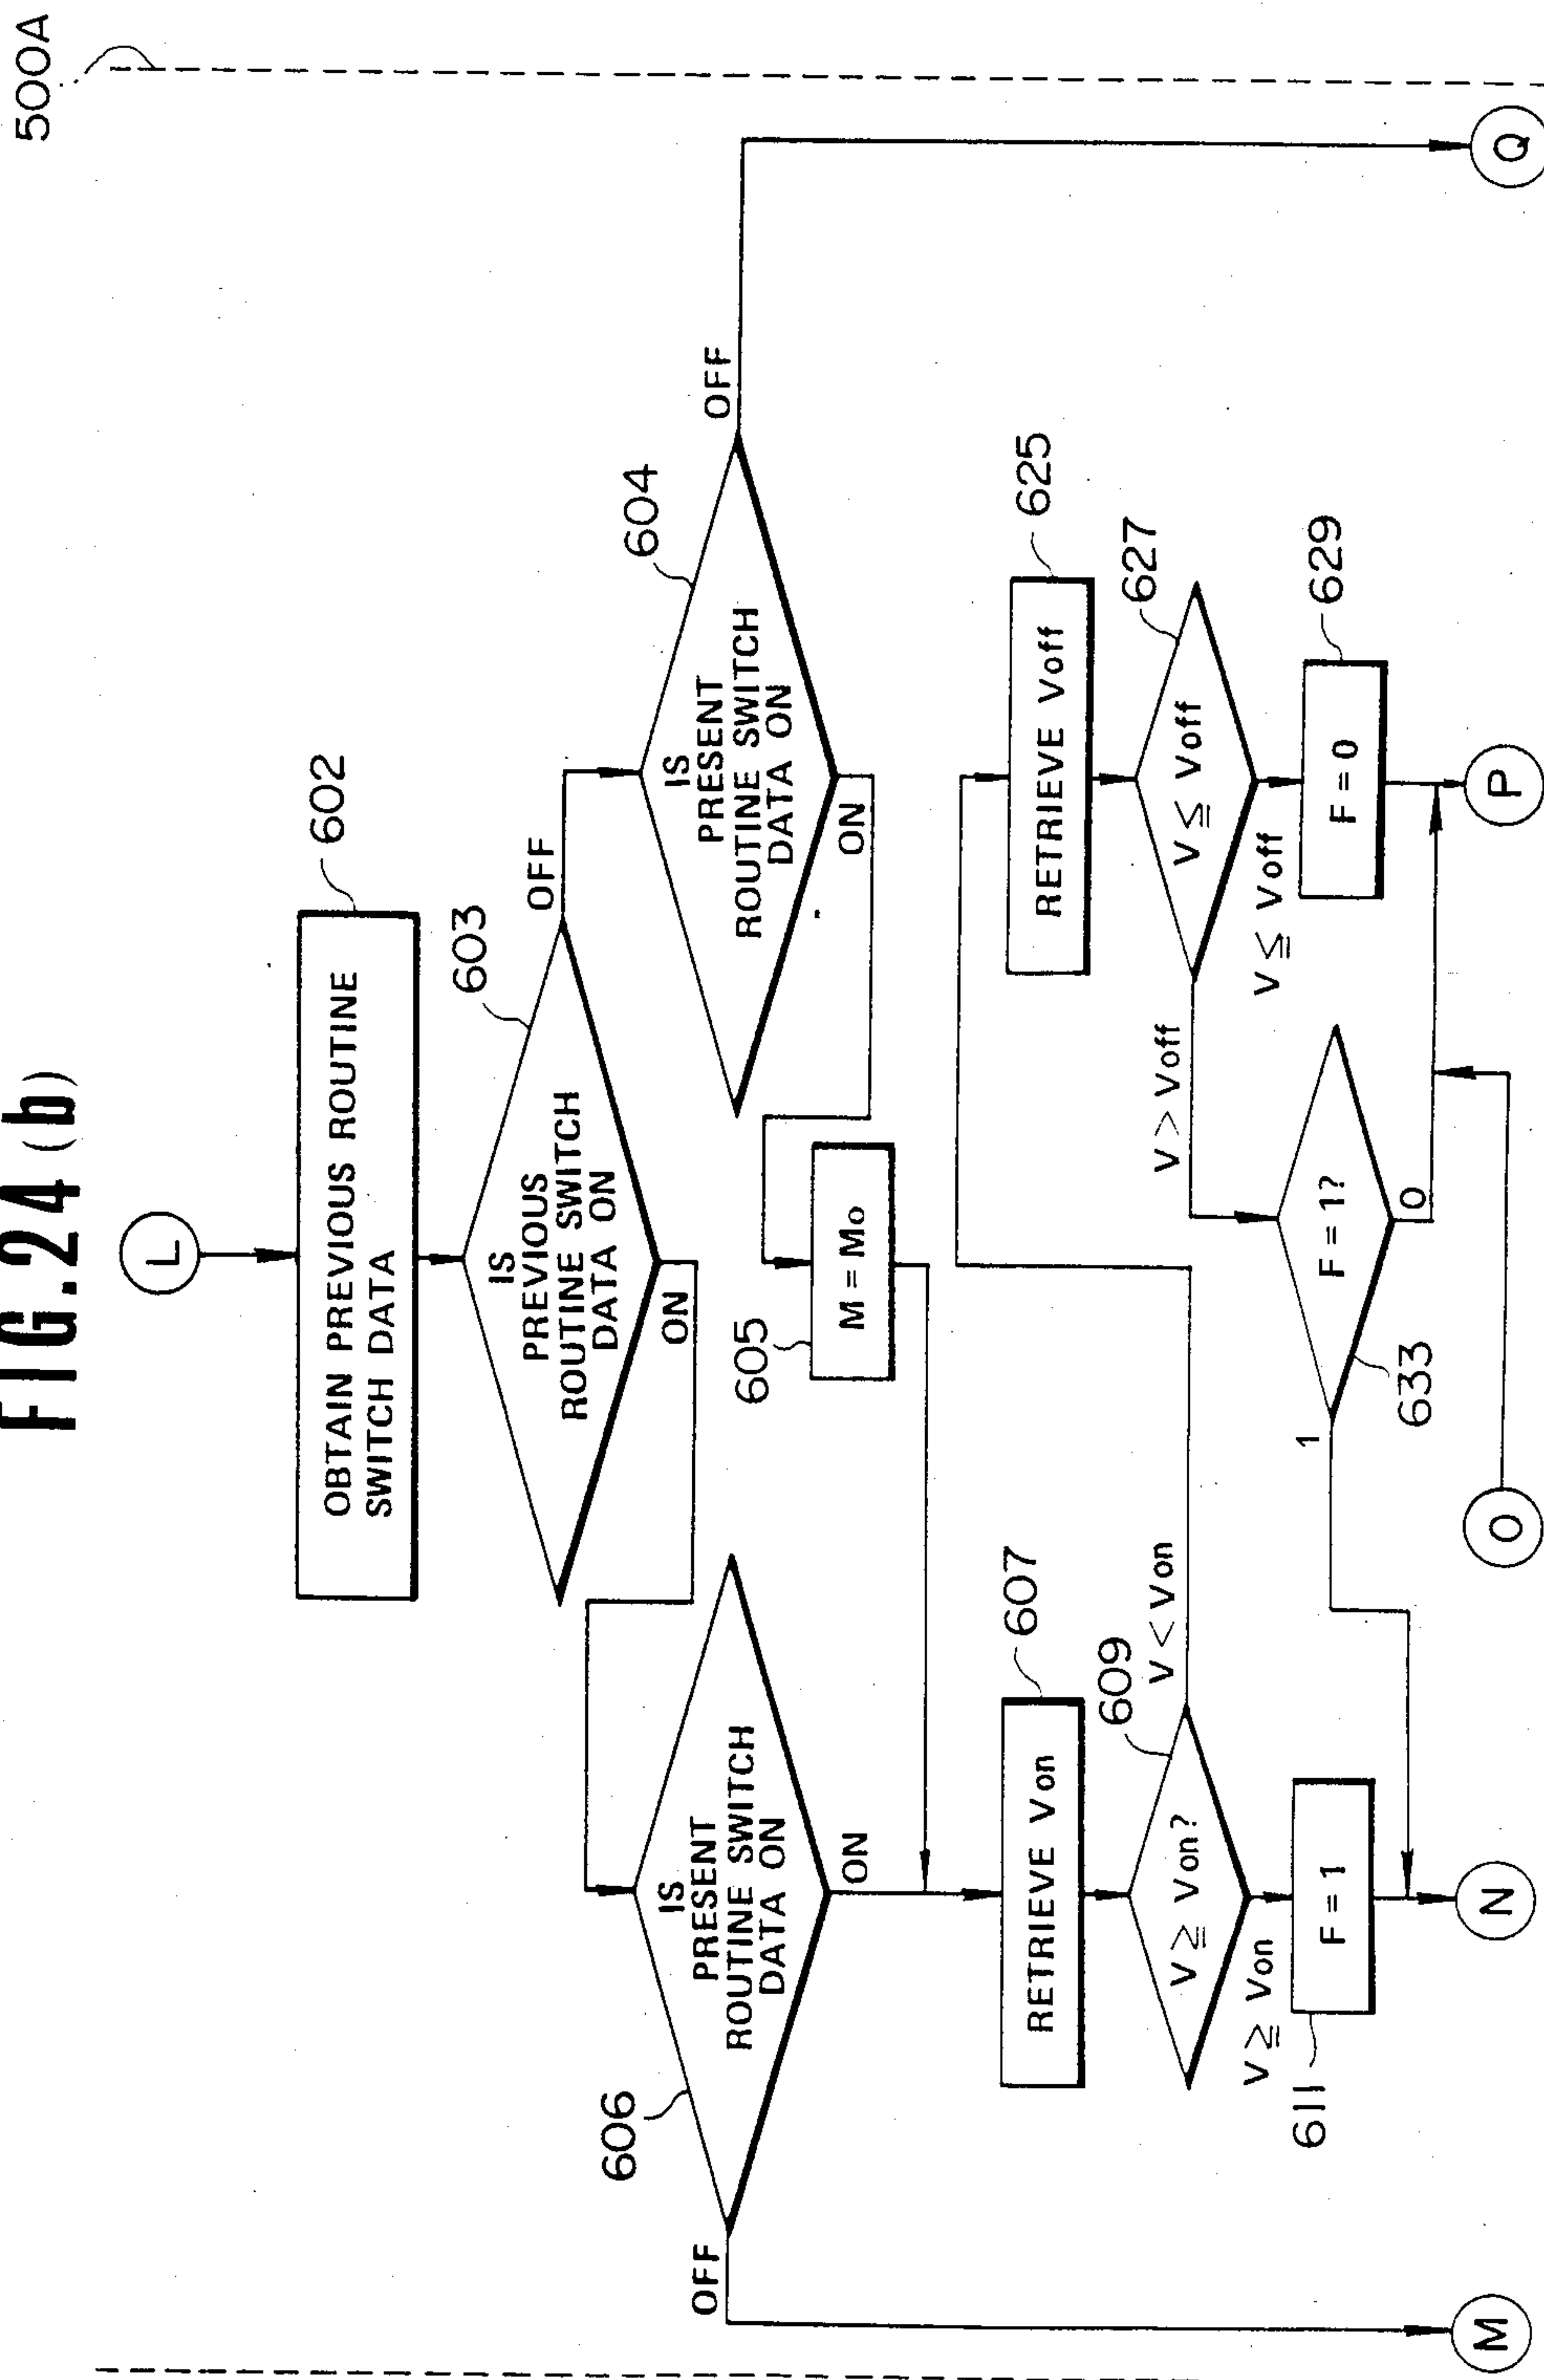 FIG.24 (b)
500A
L
602
OBTAIN PREVIOUS ROUTINE
SWITCH DATA
603
IS
PREVIOUS
ROUTINE SWITCH
DATA ON
OFF
ON
606
IS
PRESENT
ROUTINE SWITCH
DATA ON
OFF
ON
604
IS
PRESENT
ROUTINE SWITCH
DATA ON
OFF
ON
605
M = Mo
607
RETRIEVE Von
609
V ≧ Von?
V < Von
V ≧ Von
611
F = 1
625
RETRIEVE Voff
627
V ≦ Voff
V > Voff
V ≦ Voff
629
F = 0
F = 1?
1
0
633
M
N
O
P
Q